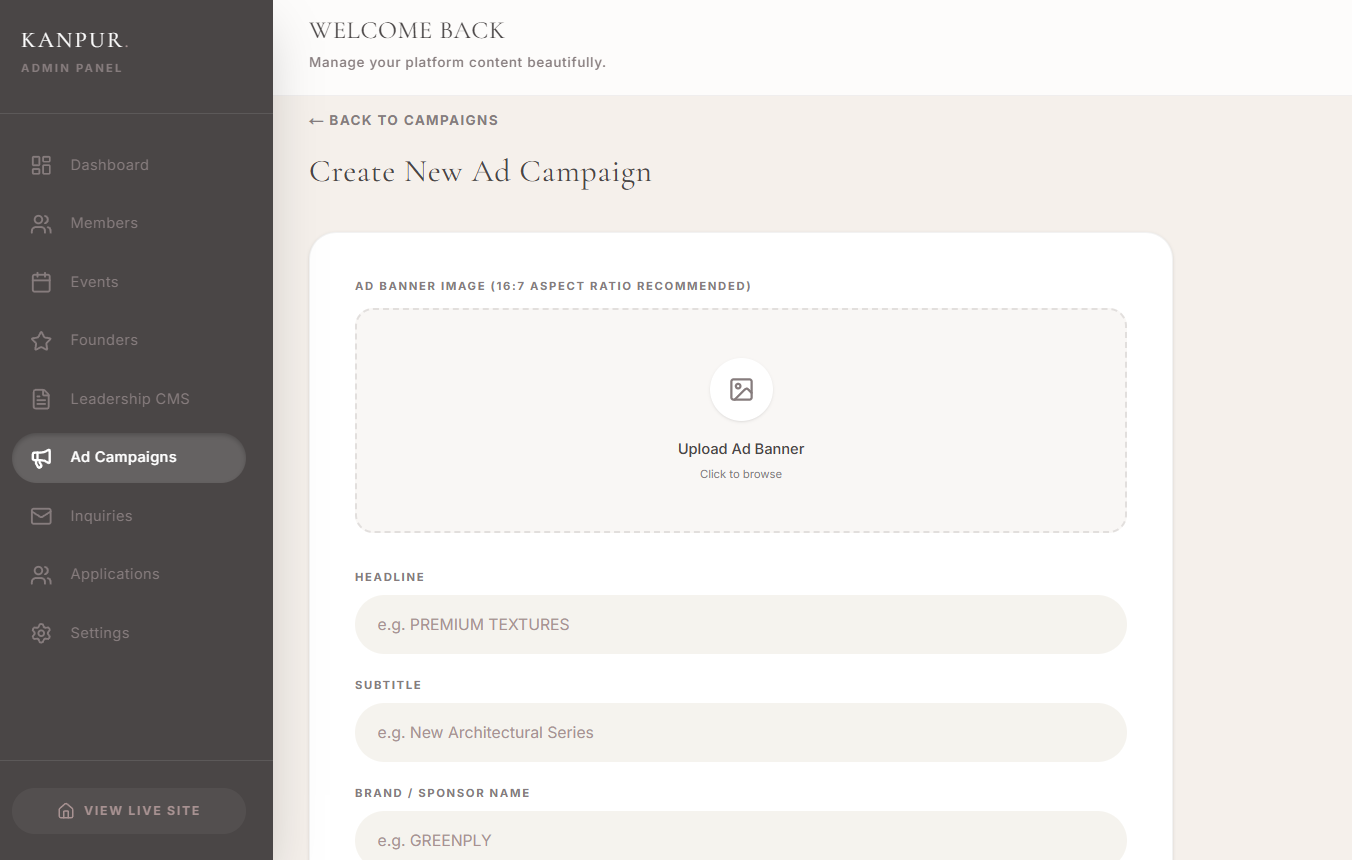 KANPUR.
ADMIN PANEL
Dashboard
Members
Events
Founders
Leadership CMS
Ad Campaigns
Inquiries
Applications
Settings
VIEW LIVE SITE
WELCOME BACK
Manage your platform content beautifully.
← BACK TO CAMPAIGNS
Create New Ad Campaign
AD BANNER IMAGE (16:7 ASPECT RATIO RECOMMENDED)
Upload Ad Banner
Click to browse
HEADLINE
e.g. PREMIUM TEXTURES
SUBTITLE
e.g. New Architectural Series
BRAND / SPONSOR NAME
e.g. GREENPLY